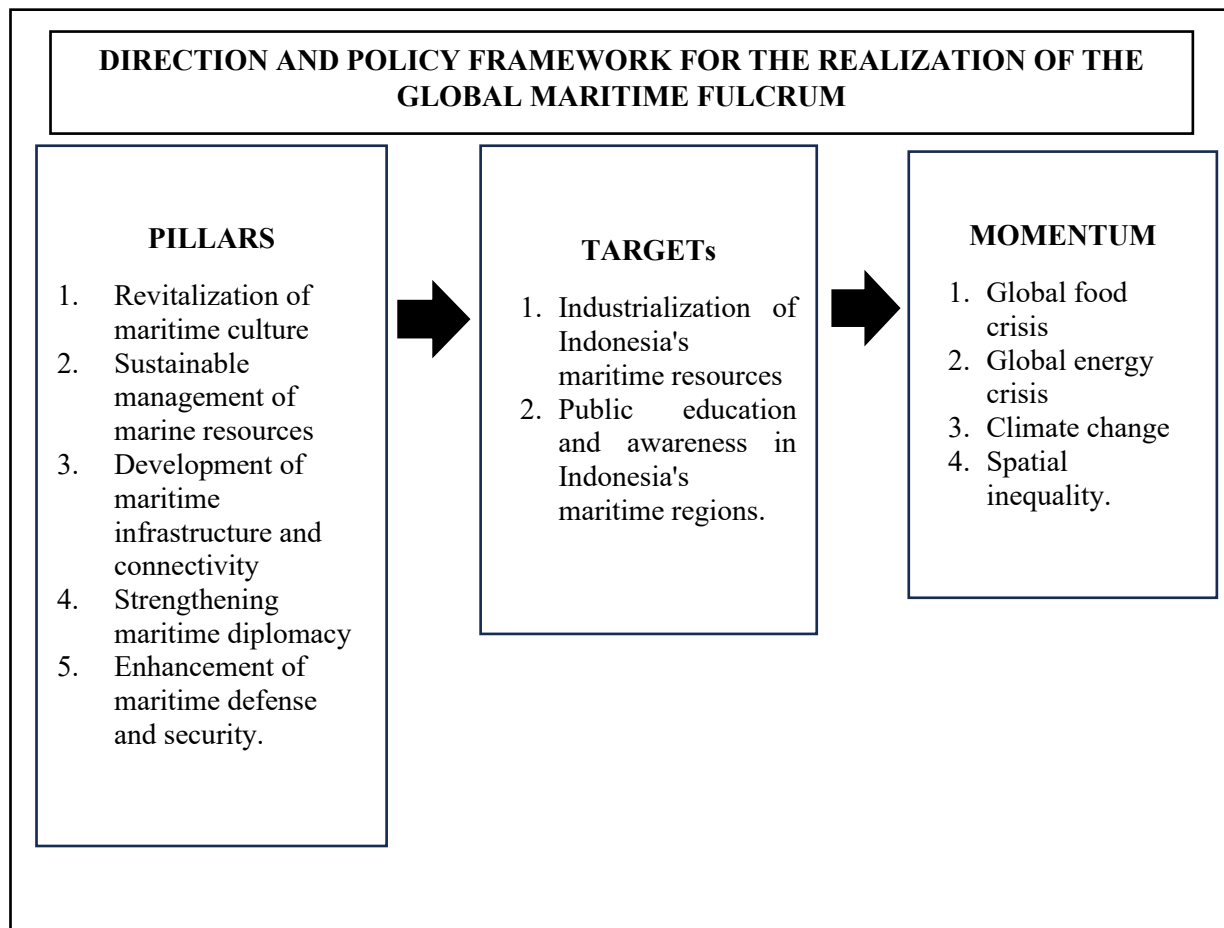 DIRECTION AND POLICY FRAMEWORK FOR THE REALIZATION OF THE
GLOBAL MARITIME FULCRUM
PILLARS
1. Revitalization of
maritime culture
2. Sustainable
management of
marine resources
3. Development of
maritime
infrastructure and
connectivity
4. Strengthening
maritime diplomacy
5. Enhancement of
maritime defense
and security.
TARGETs
1. Industrialization of
Indonesia's
maritime resources
2. Public education
and awareness in
Indonesia's
maritime regions.
MOMENTUM
1. Global food
crisis
2. Global energy
crisis
3. Climate change
4. Spatial
inequality.